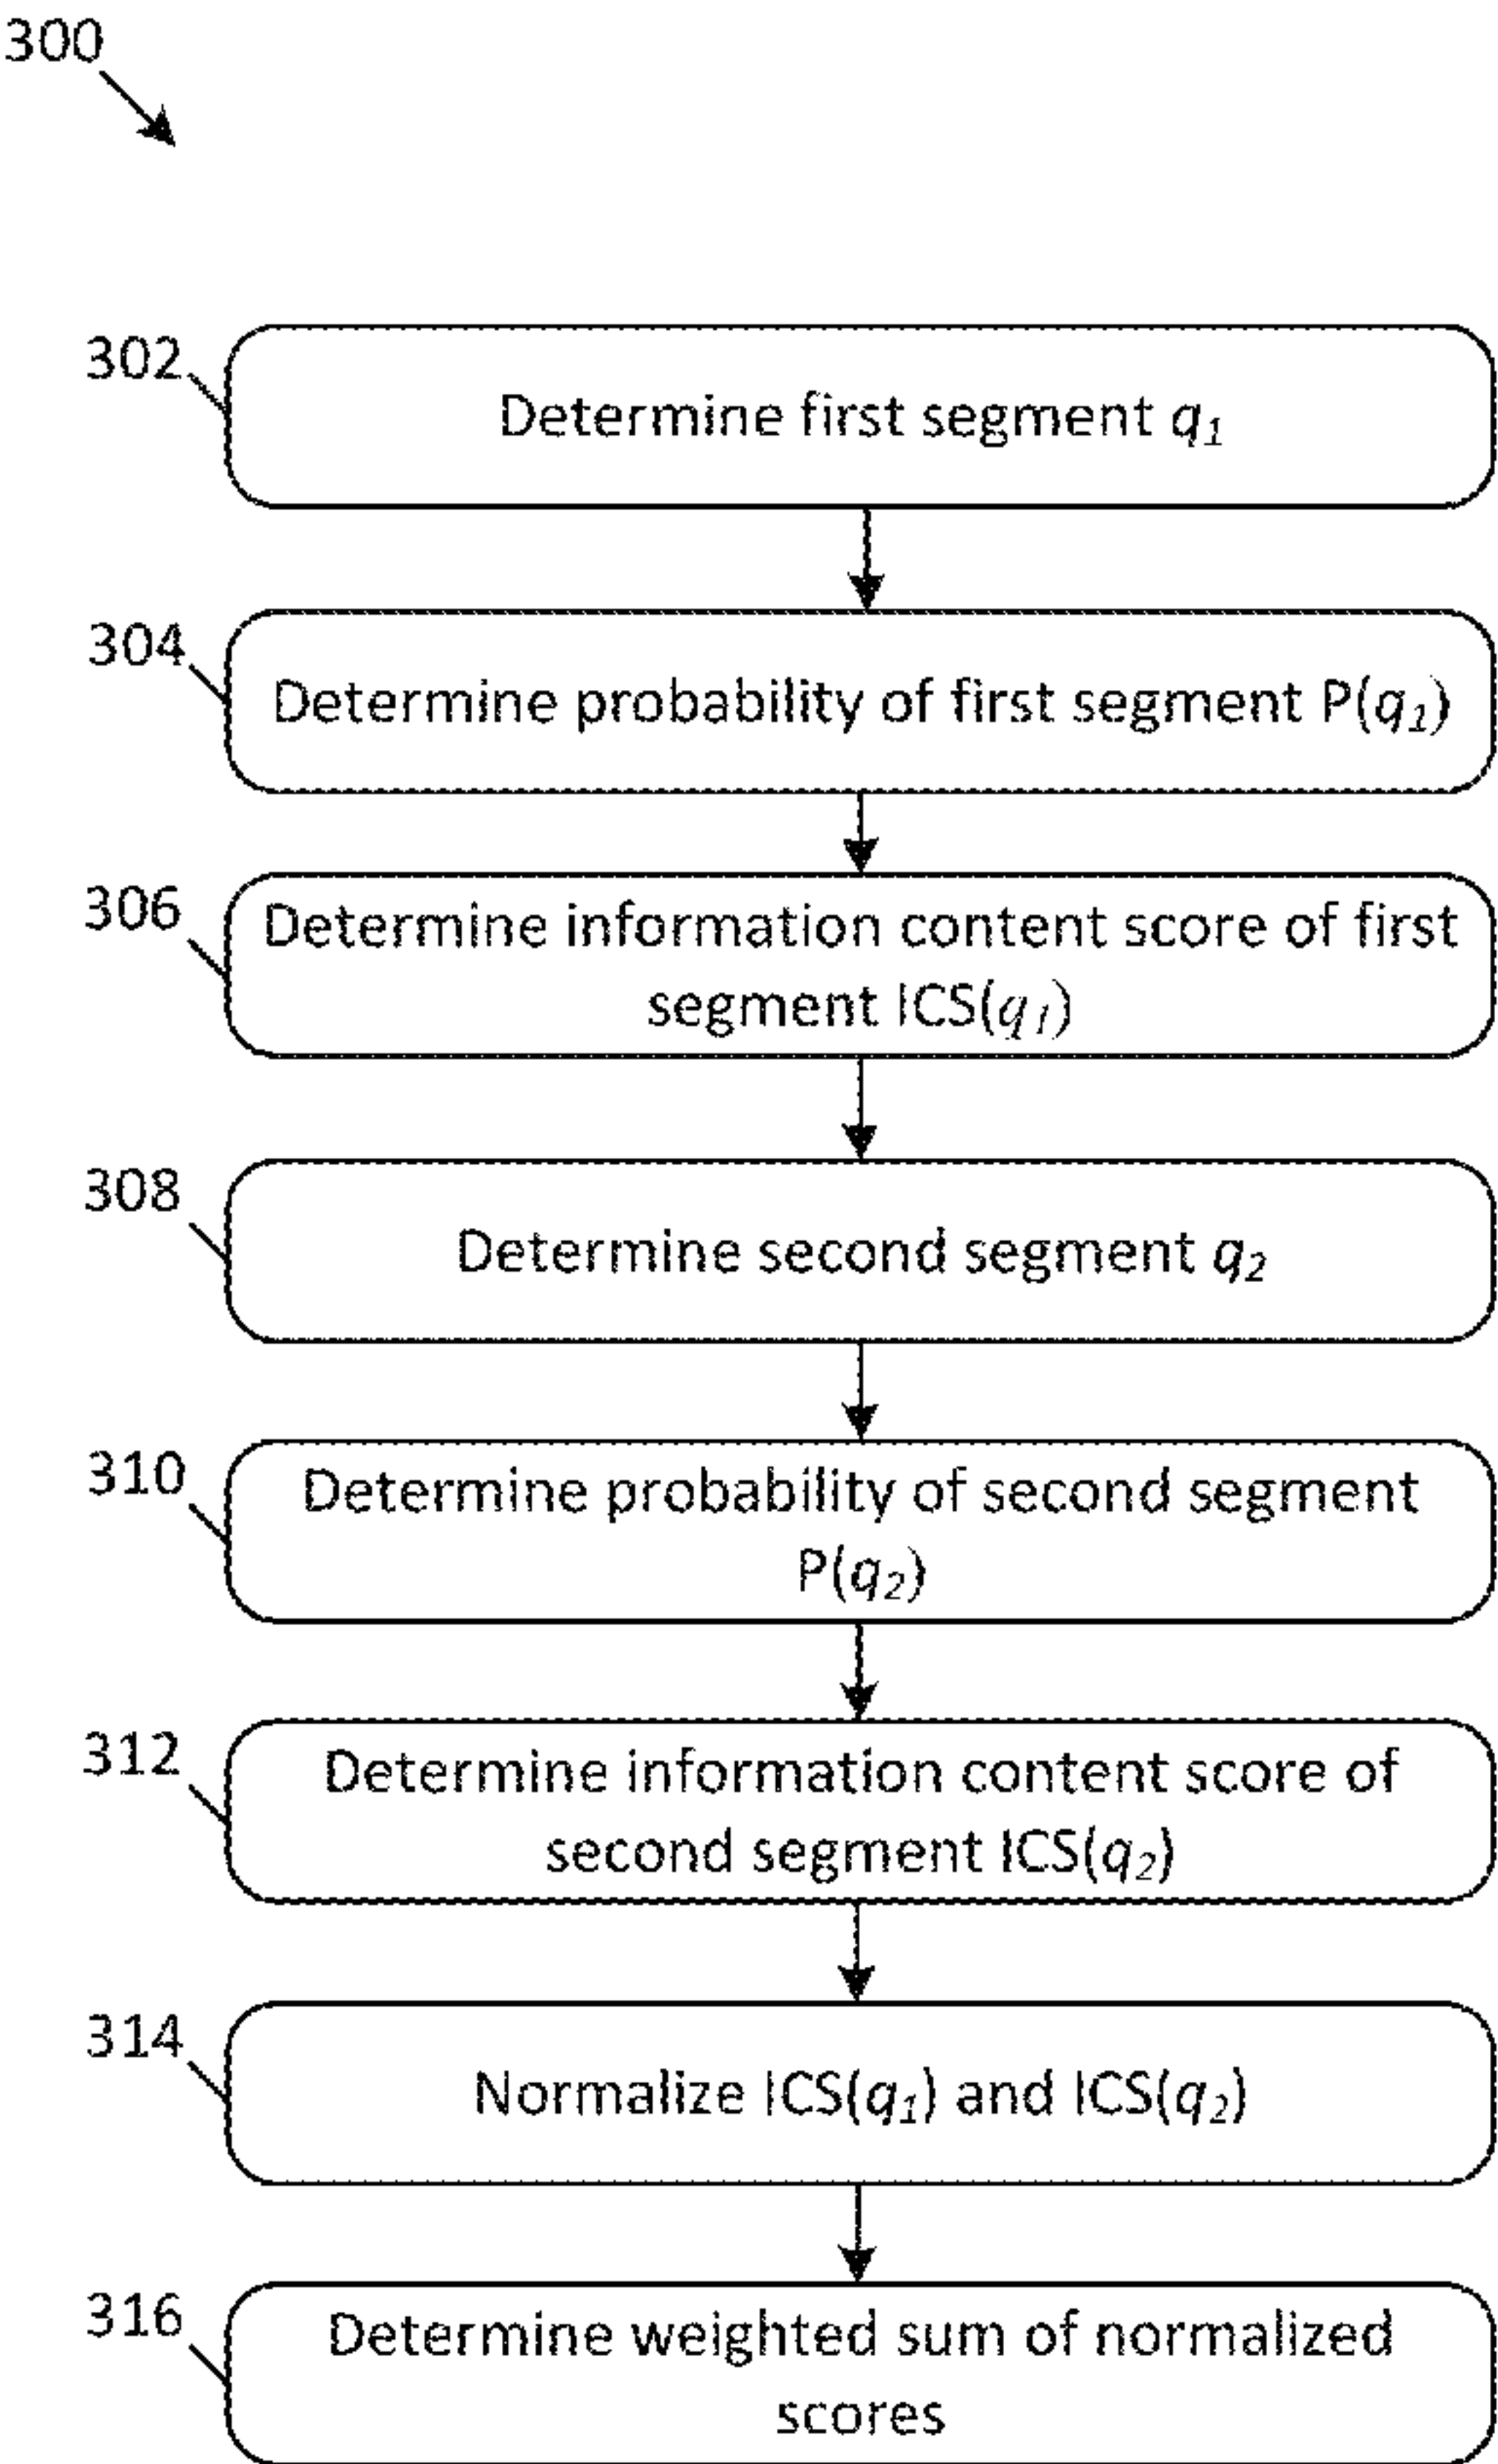 300
302
Determine first segment q₁
304
Determine probability of first segment P(q₁)
306
Determine information content score of first
segment ICS(q₁)
308
Determine second segment q₂
310
Determine probability of second segment
P(q₂)
312
Determine information content score of
second segment ICS(q₂)
314
Normalize ICS(q₁) and ICS(q₂)
316
Determine weighted sum of normalized
scores